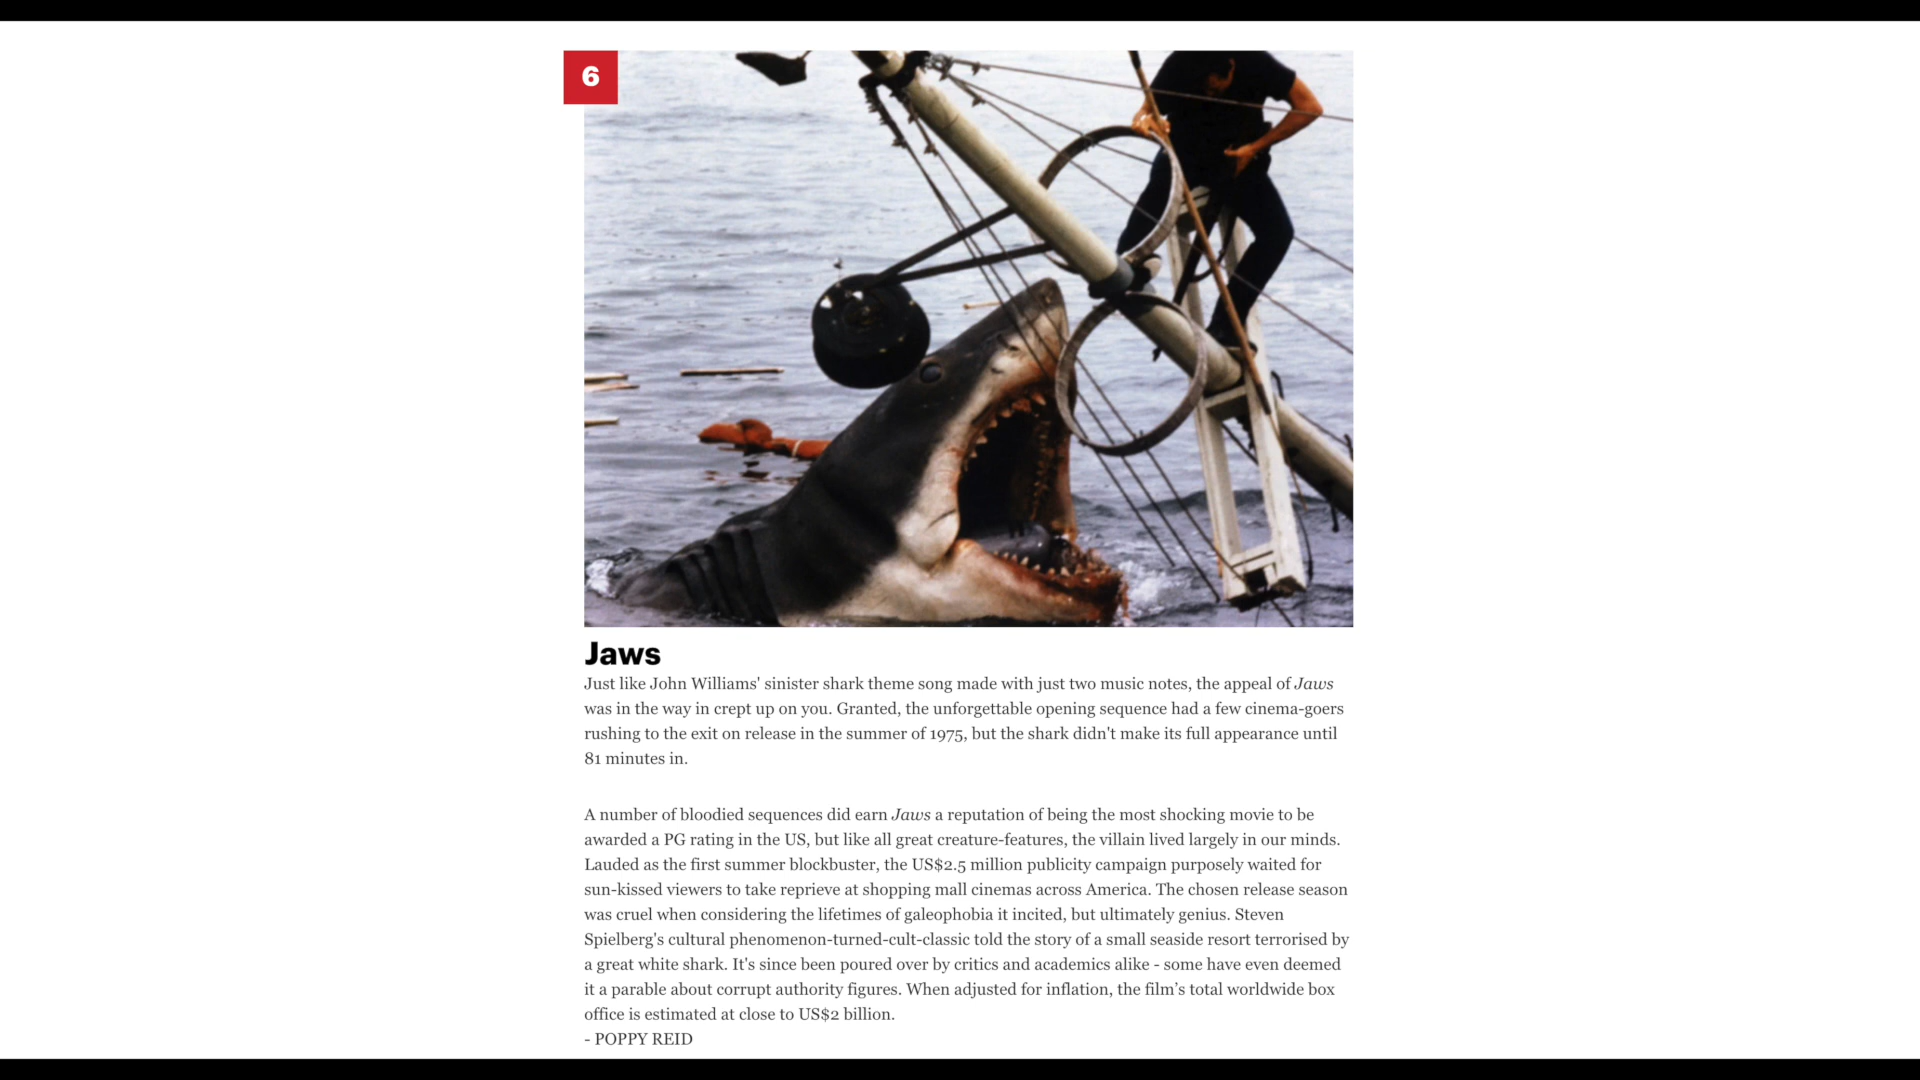 6
Jaws
Just like John Williams' sinister shark theme song made with just two music notes, the appeal of Jaws
was in the way in crept up on you. Granted, the unforgettable opening sequence had a few cinema-goers
rushing to the exit on release in the summer of 1975, but the shark didn't make its full appearance until
81 minutes in.
A number of bloodied sequences did earn Jaws a reputation of being the most shocking movie to be
awarded a PG rating in the US, but like all great creature-features, the villain lived largely in our minds.
Lauded as the first summer blockbuster, the US$2.5 million publicity campaign purposely waited for
sun-kissed viewers to take reprieve at shopping mall cinemas across America. The chosen release season
was cruel when considering the lifetimes of galeophobia it incited, but ultimately genius. Steven
Spielberg's cultural phenomenon-turned-cult-classic told the story of a small seaside resort terrorised by
a great white shark. It's since been poured over by critics and academics alike - some have even deemed
it a parable about corrupt authority figures. When adjusted for inflation, the film’s total worldwide box
office is estimated at close to US$2 billion.
- POPPY REID